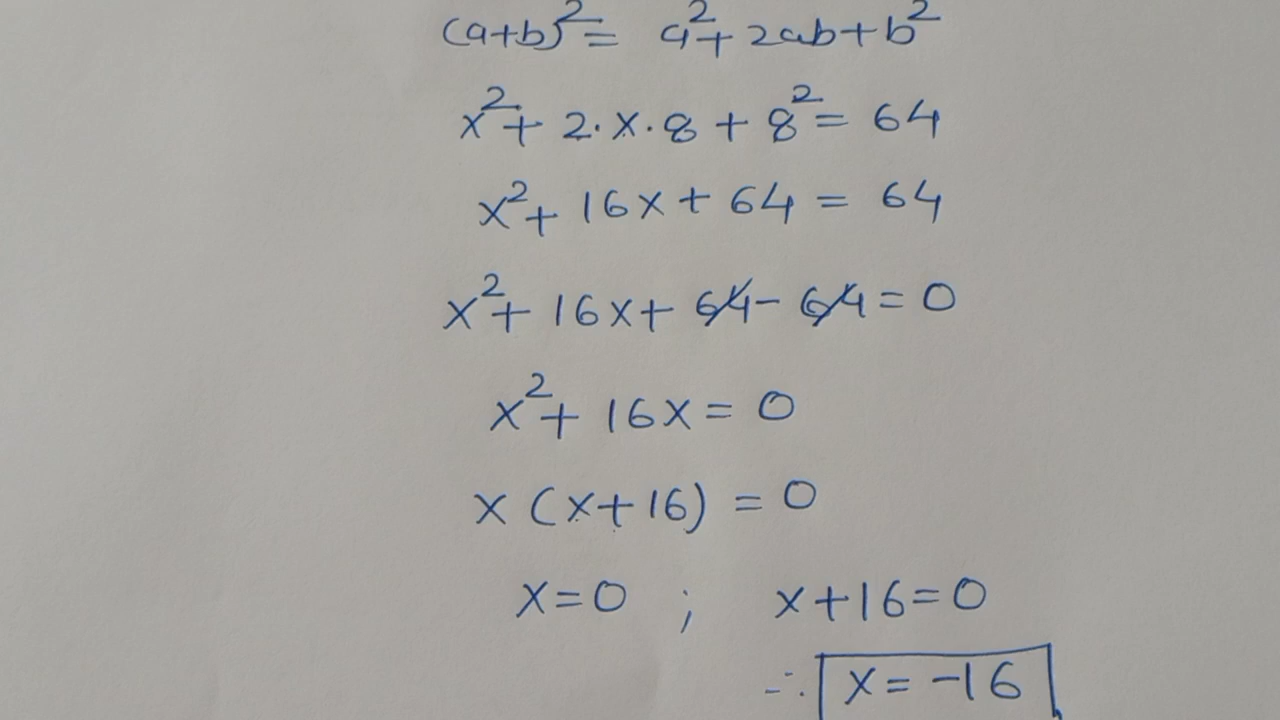 (a+b)² = a² + 2ab + b²
x² + 2·x·8 + 8² = 64
x² + 16x + 64 = 64
x² + 16x + 64 - 64 = 0
x² + 16x = 0
x (x+16) = 0
x=0 ; x+16=0
∴ x = -16